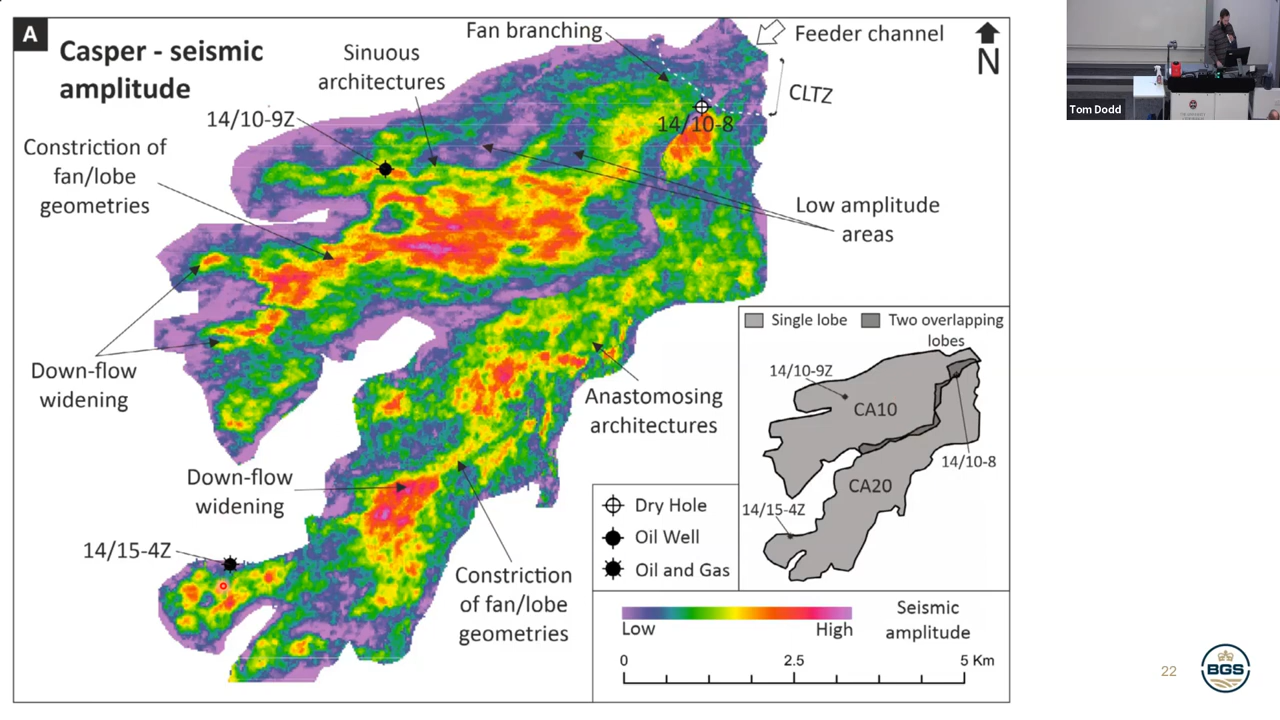 A
Casper - seismic
amplitude
Fan branching
Feeder channel
N
Sinuous
architectures
CLTZ
14/10-9Z
14/10-8
Constriction of
fan/lobe
geometries
Low amplitude
areas
Down-flow
widening
Anastomosing
architectures
Down-flow
widening
14/15-4Z
Constriction
of fan/lobe
geometries
Single lobe
Two overlapping
lobes
14/10-9Z
CA10
14/10-8
CA20
14/15-4Z
Dry Hole
Oil Well
Oil and Gas
Low
High
Seismic
amplitude
0
2.5
5 Km
Tom Dodd
22
BGS